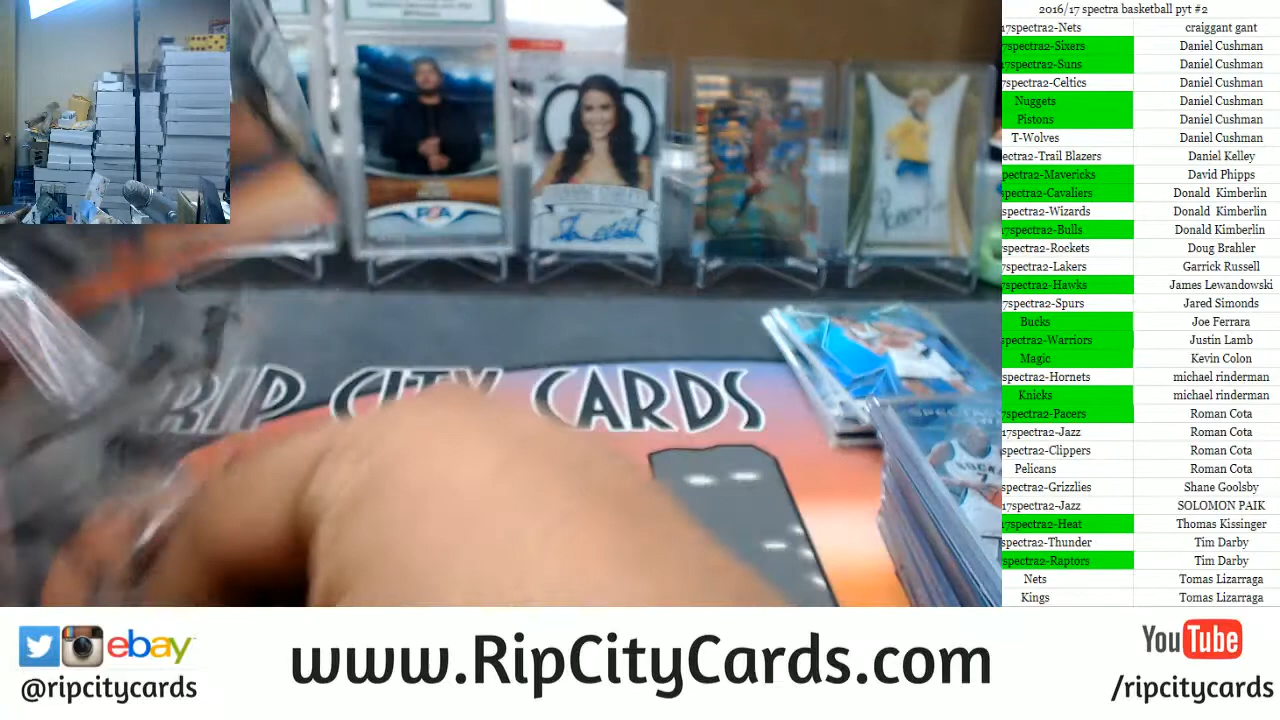 2016/17 spectra basketball pyt #2
17spectra2-Nets craiggant gant
7spectra2-Sixers Daniel Cushman
7spectra2-Suns Daniel Cushman
7spectra2-Celtics Daniel Cushman
Nuggets Daniel Cushman
Pistons Daniel Cushman
T-Wolves Daniel Cushman
ectra2-Trail Blazers Daniel Kelley
spectra2-Mavericks David Phipps
spectra2-Cavaliers Donald Kimberlin
spectra2-Wizards Donald Kimberlin
17spectra2-Bulls Donald Kimberlin
spectra2-Rockets Doug Brahler
spectra2-Lakers Garrick Russell
7spectra2-Hawks James Lewandowski
7spectra2-Spurs Jared Simonds
Bucks Joe Ferrara
spectra2-Warriors Justin Lamb
Magic Kevin Colon
spectra2-Hornets michael rinderman
Knicks michael rinderman
7spectra2-Pacers Roman Cota
17spectra2-Jazz Roman Cota
spectra2-Clippers Roman Cota
Pelicans Roman Cota
spectra2-Grizzlies Shane Goolsby
17spectra2-Jazz SOLOMON PAIK
17spectra2-Heat Thomas Kissinger
spectra2-Thunder Tim Darby
spectra2-Raptors Tim Darby
Nets Tomas Lizarraga
Kings Tomas Lizarraga
RIP CITY CARDS
ebay
@ripcitycards
www.RipCityCards.com
YouTube
/ripcitycards